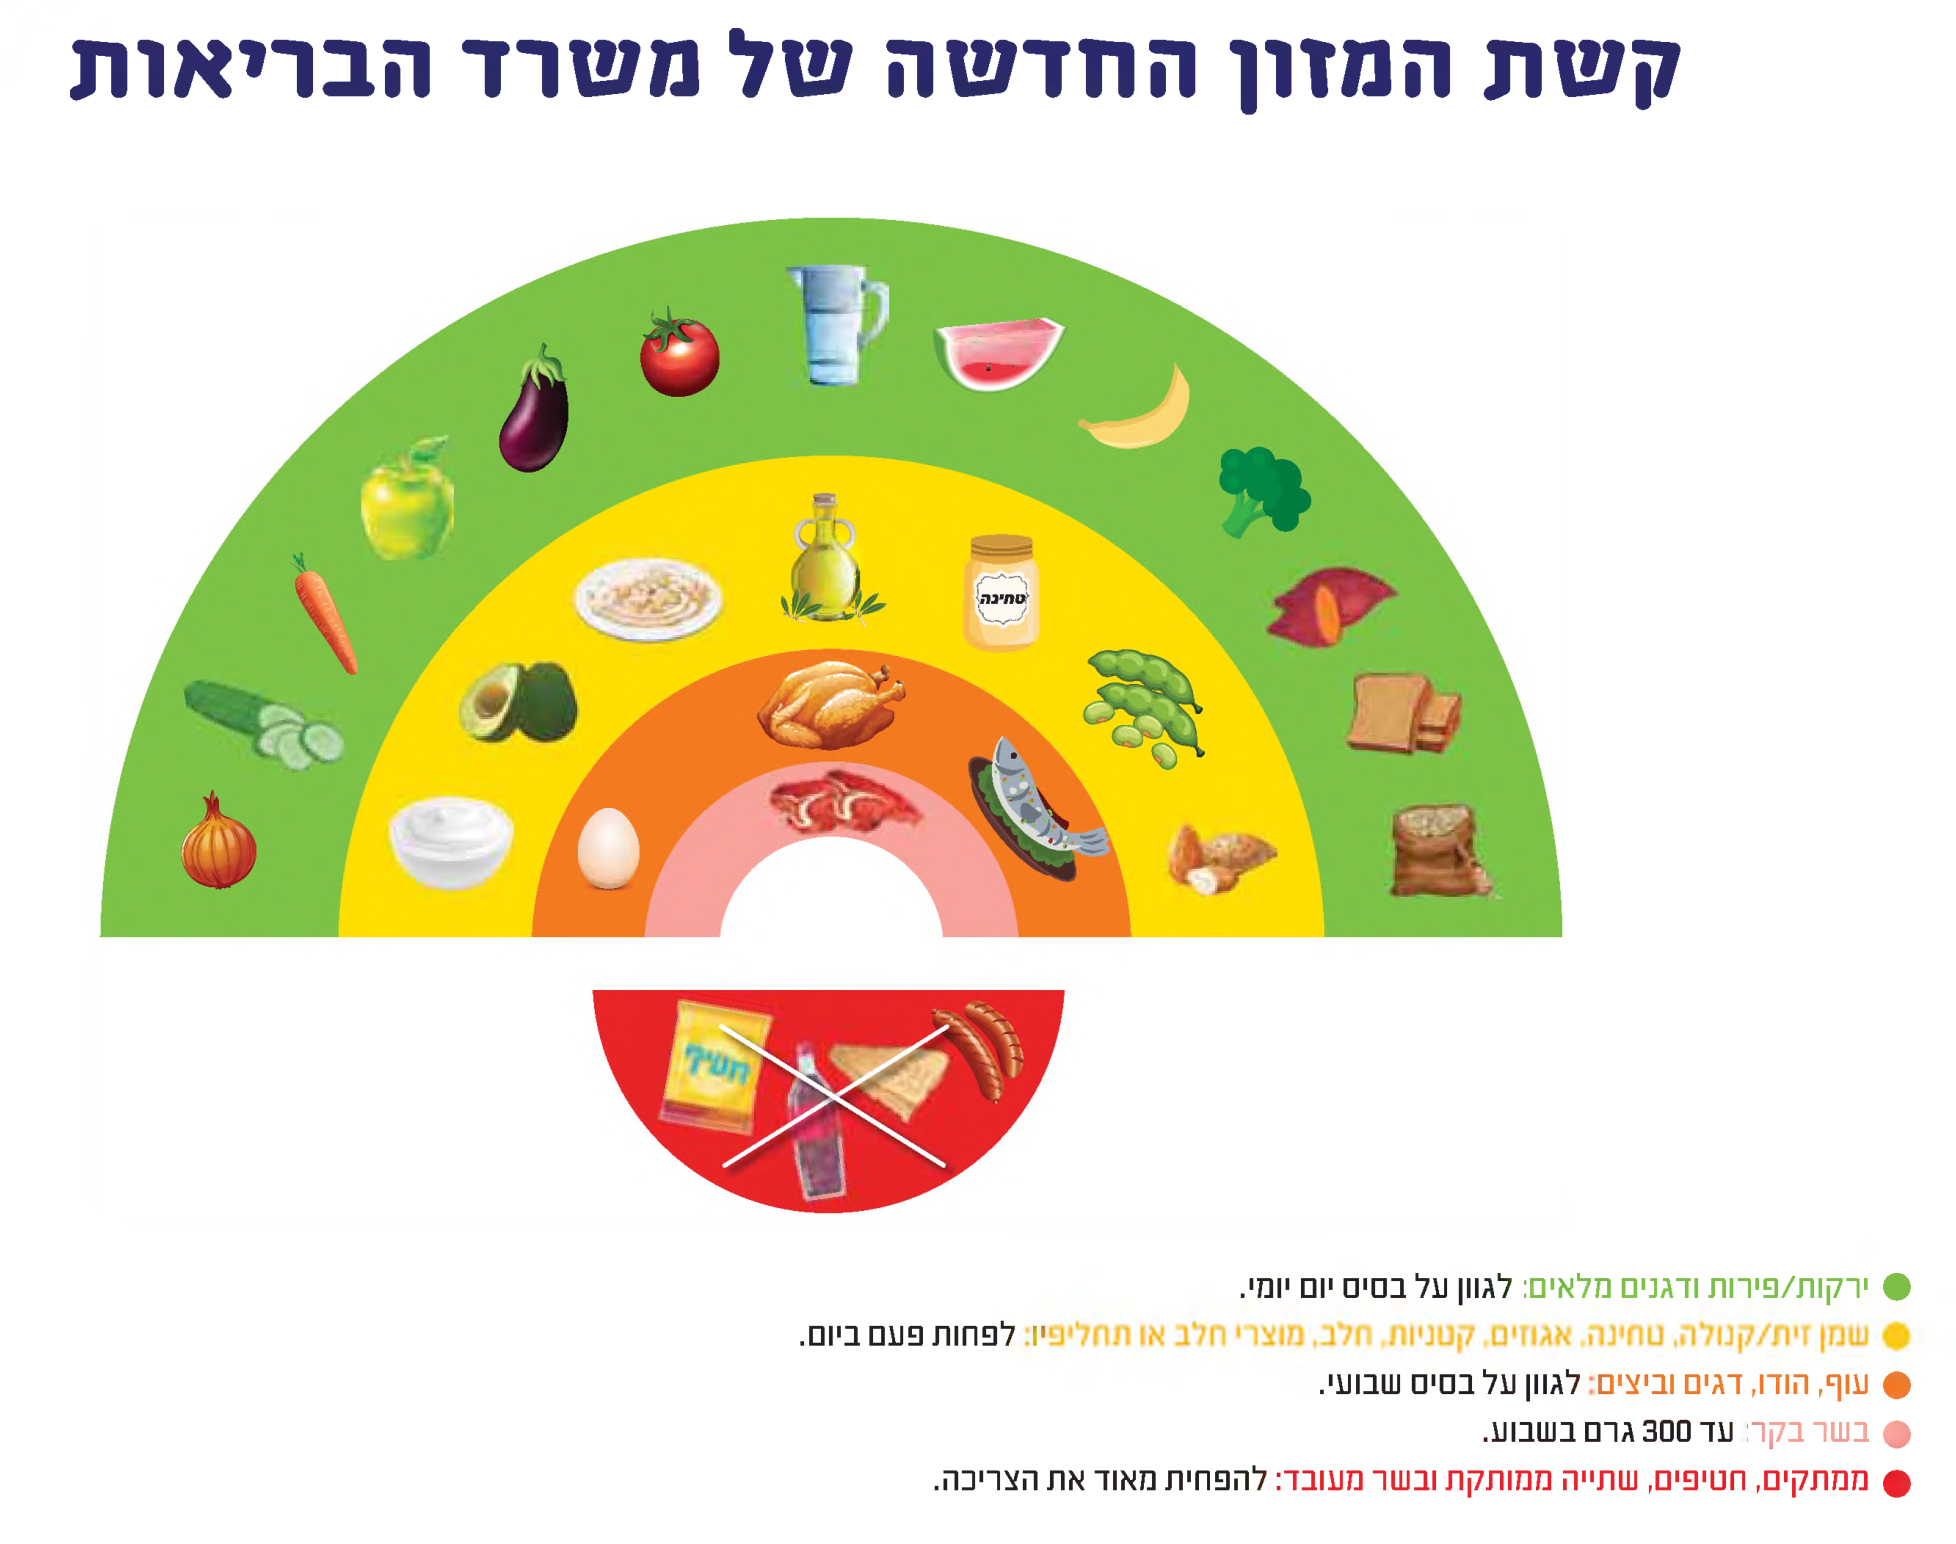 קשת המזון החדשה של משרד הבריאות
טחינה
חטיף
ירקות/פירות ודגנים מלאים: לגוון על בסיס יום יומי.
שמן זית/קנולה, טחינה, אגוזים, קטניות, חלב, מוצרי חלב או תחליפיו: לפחות פעם ביום.
עוף, הודו, דגים וביצים: לגוון על בסיס שבועי.
בשר בקר: עד 300 גרם בשבוע.
ממתקים, חטיפים, שתייה ממותקת ובשר מעובד: להפחית מאוד את הצריכה.